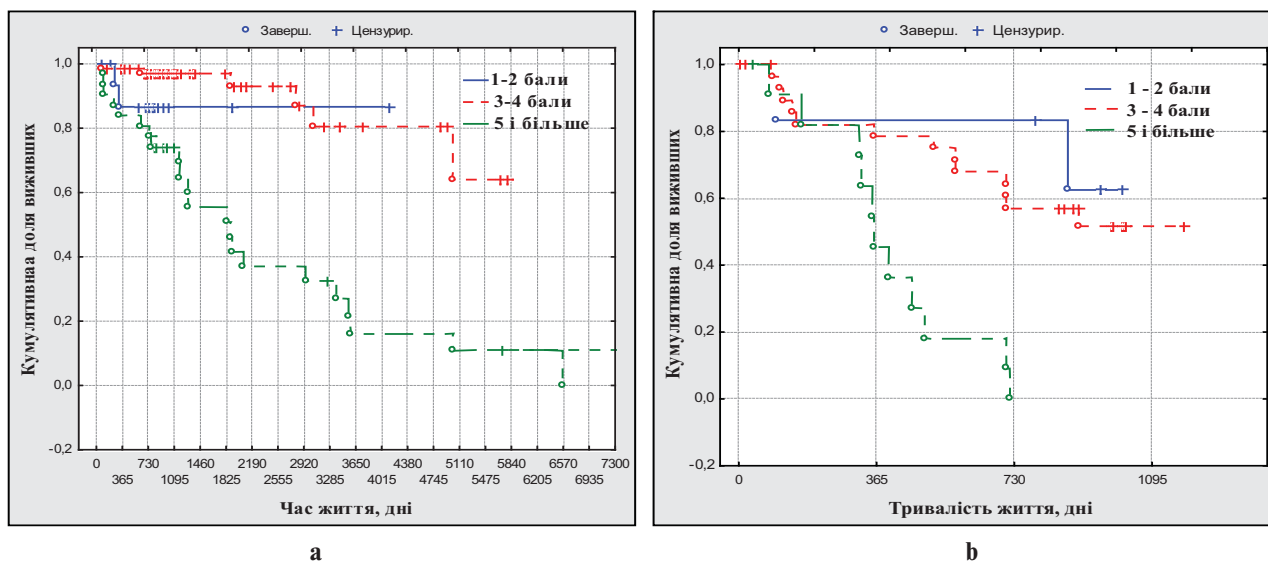 Заверш. Цензурир.
1-2 бали
3-4 бали
5 і більше
Кумулятивнаа доля виживших
1,0
0,8
0,6
0,4
0,2
0,0
-0,2
0 730 1460 2190 2920 3650 4380 5110 5840 6570 7300
365 1095 1825 2555 3285 4015 4745 5475 6205 6935
Час життя, дні
а
Заверш. Цензурир.
1 - 2 бали
3 - 4 бали
5 і більше
Кумулятивна доля виживших
1,0
0,8
0,6
0,4
0,2
0,0
-0,2
0 365 730 1095
Тривалість життя, дні
b